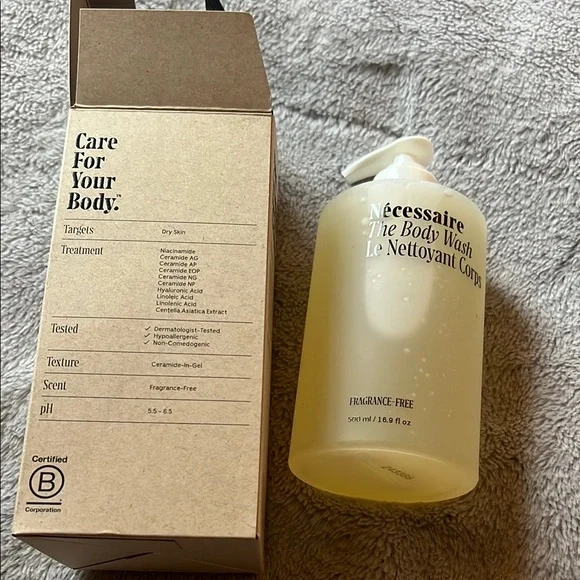 Care
For
Your
Body.™
Targets Dry Skin
Treatment Niacinamide
Ceramide AG
Ceramide AP
Ceramide EOP
Ceramide NG
Ceramide NP
Hyaluronic Acid
Linoleic Acid
Linolenic Acid
Centella Asiatica Extract
Tested ✓ Dermatologist-Tested
✓ Hypoallergenic
✓ Non-Comedogenic
Texture Ceramide-In-Gel
Scent Fragrance-Free
pH 5.5 – 6.5
Certified
B
Corporation
Nécessaire
The Body Wash
Le Nettoyant Corps
FRAGRANCE-FREE
500 ml / 16.9 fl oz